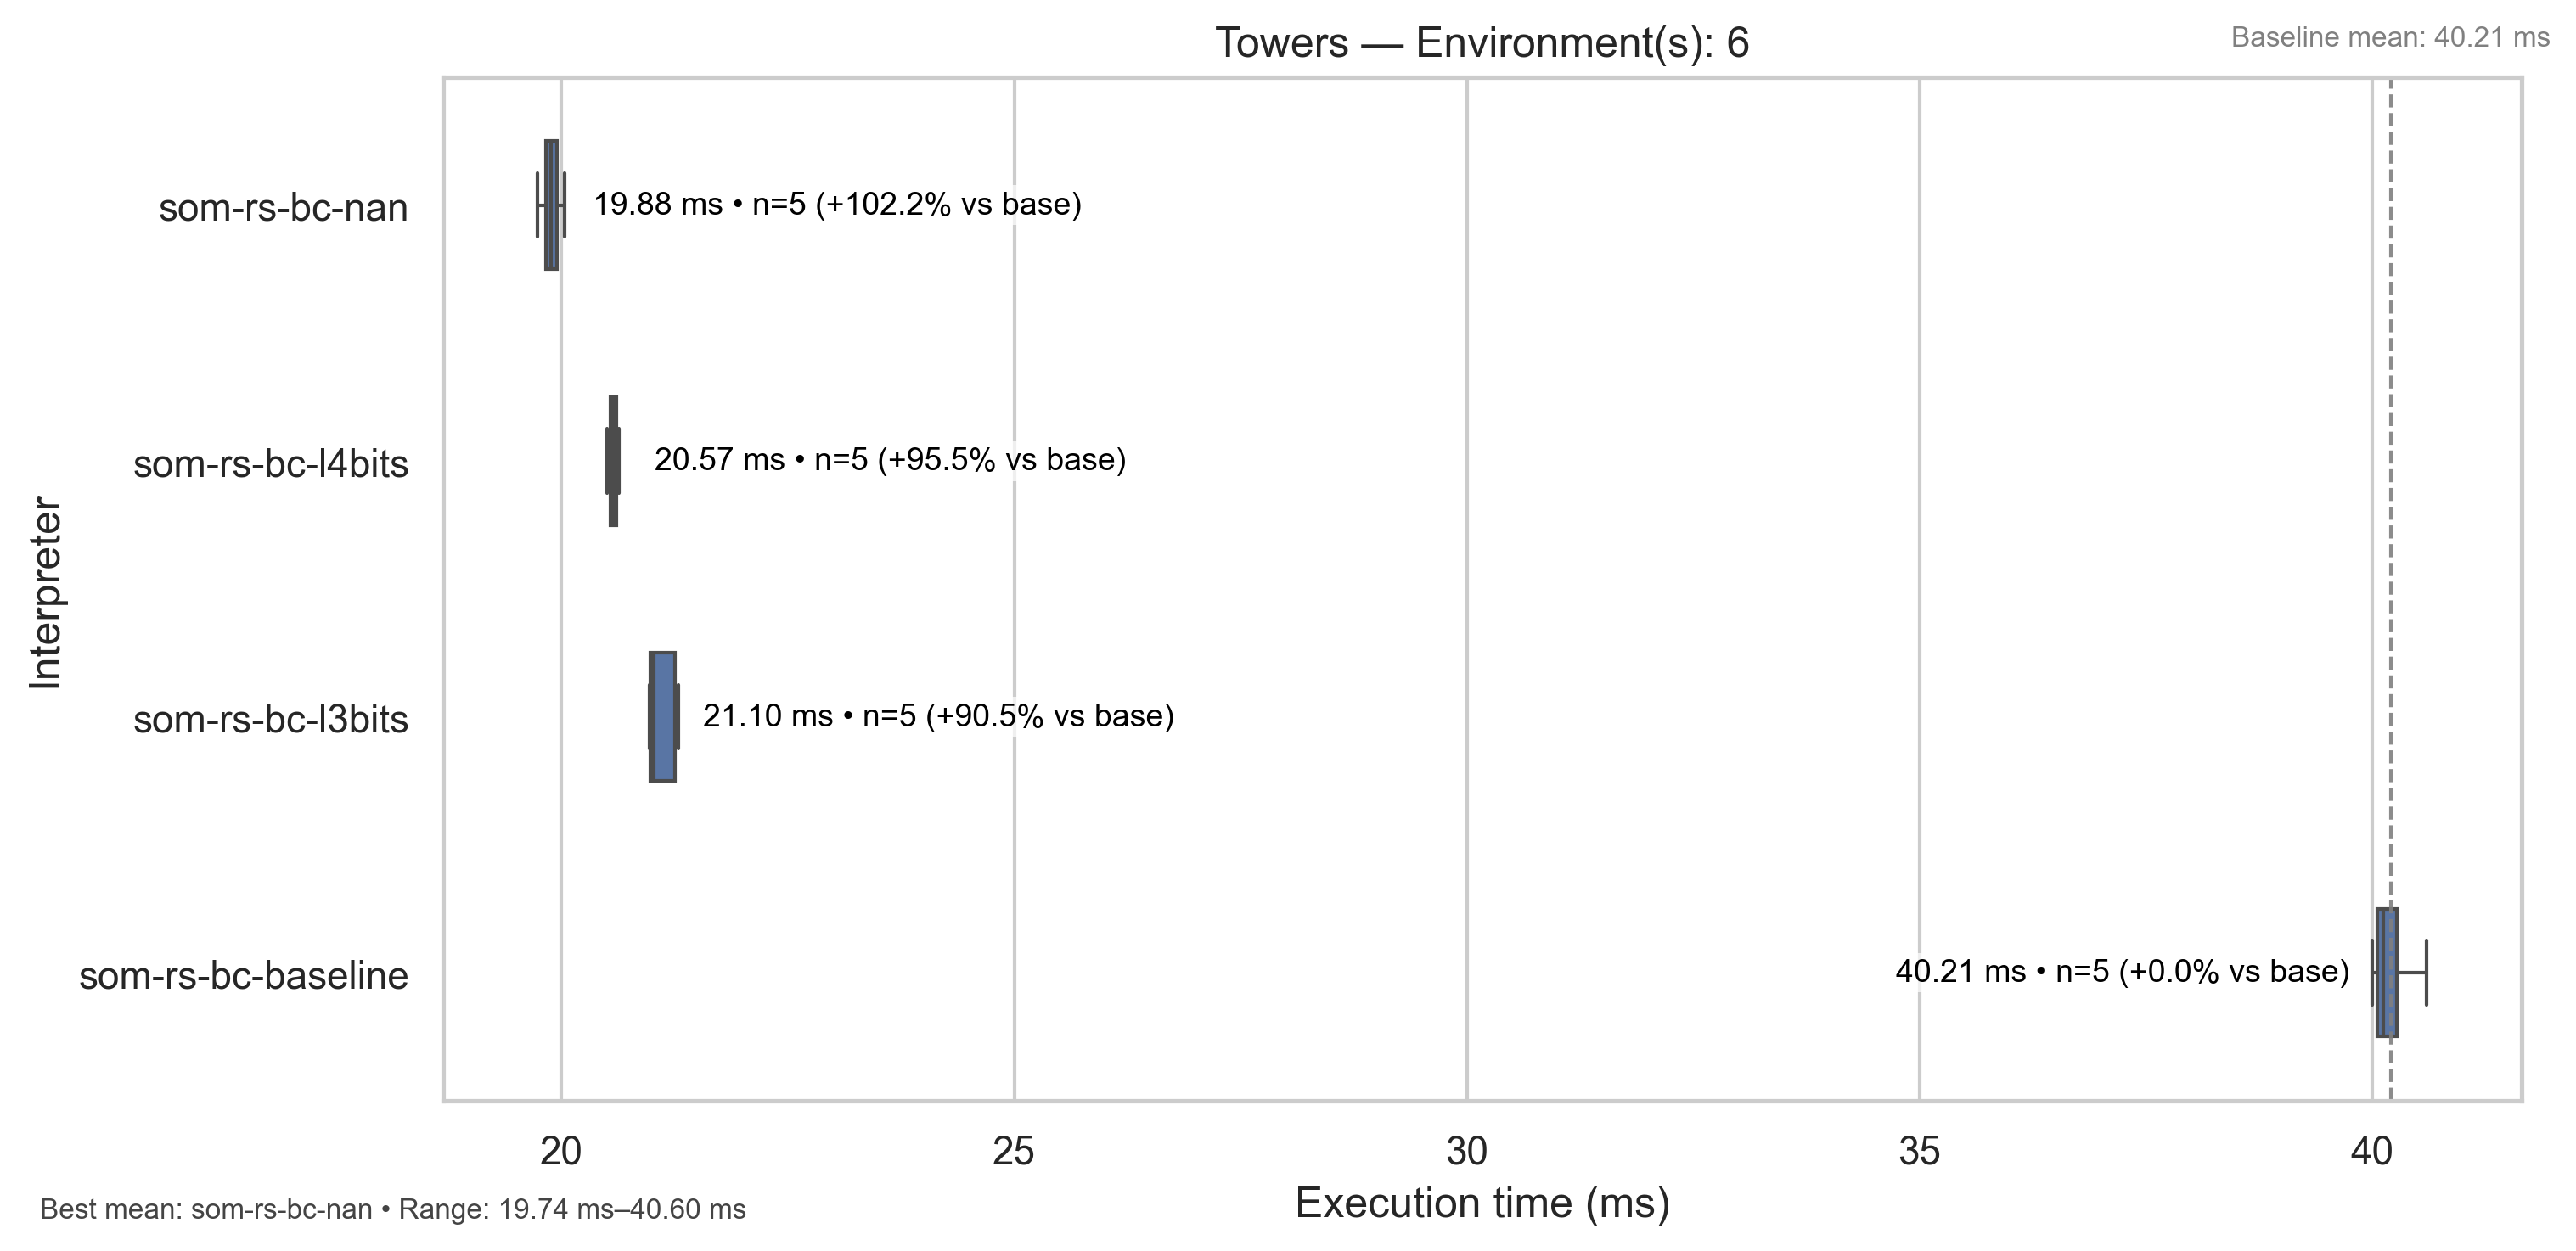 Towers — Environment(s): 6
Baseline mean: 40.21 ms
som-rs-bc-nan
19.88 ms • n=5 (+102.2% vs base)
som-rs-bc-l4bits
20.57 ms • n=5 (+95.5% vs base)
Interpreter
som-rs-bc-l3bits
21.10 ms • n=5 (+90.5% vs base)
som-rs-bc-baseline
40.21 ms • n=5 (+0.0% vs base)
20 25 30 35 40
Execution time (ms)
Best mean: som-rs-bc-nan • Range: 19.74 ms–40.60 ms